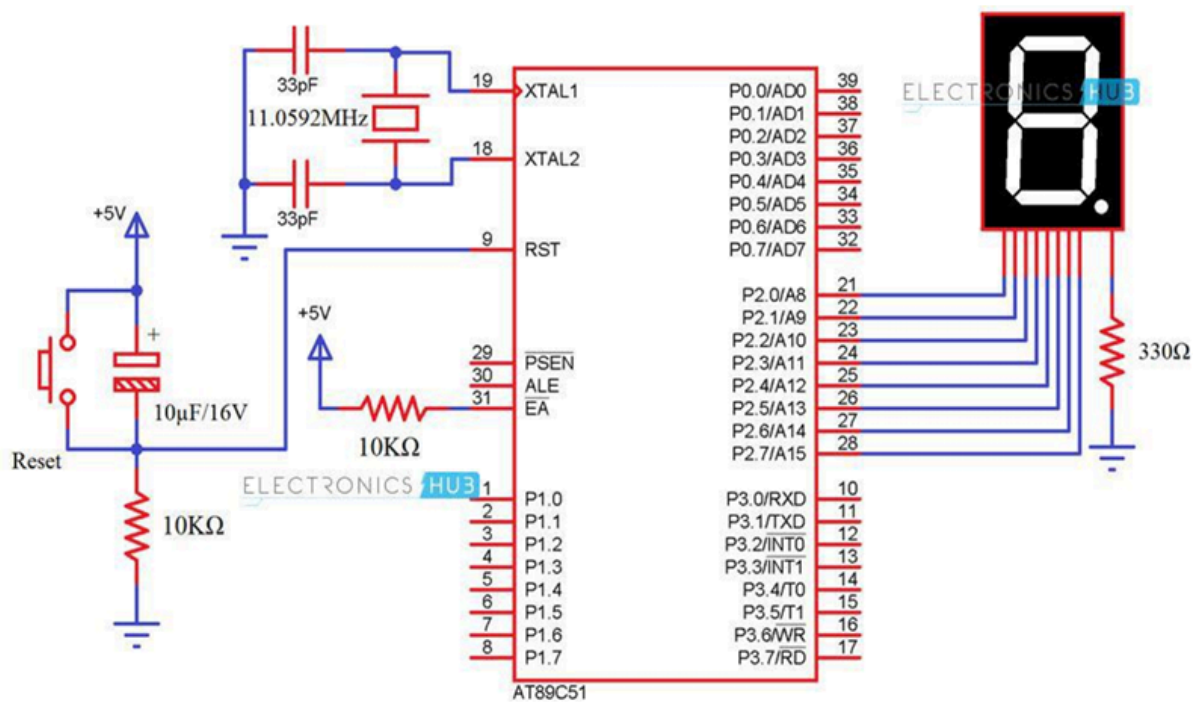 33pF
11.0592MHz
33pF
+5V
+
10µF/16V
Reset
10KΩ
+5V
10KΩ
ELECTRONICS HUB
19 XTAL1
18 XTAL2
9 RST
29 PSEN
30 ALE
31 EA
1 P1.0
2 P1.1
3 P1.2
4 P1.3
5 P1.4
6 P1.5
7 P1.6
8 P1.7
P0.0/AD0 39
P0.1/AD1 38
P0.2/AD2 37
P0.3/AD3 36
P0.4/AD4 35
P0.5/AD5 34
P0.6/AD6 33
P0.7/AD7 32
P2.0/A8 21
P2.1/A9 22
P2.2/A10 23
P2.3/A11 24
P2.4/A12 25
P2.5/A13 26
P2.6/A14 27
P2.7/A15 28
P3.0/RXD 10
P3.1/TXD 11
P3.2/INT0 12
P3.3/INT1 13
P3.4/T0 14
P3.5/T1 15
P3.6/WR 16
P3.7/RD 17
AT89C51
ELECTRONICS HUB
330Ω